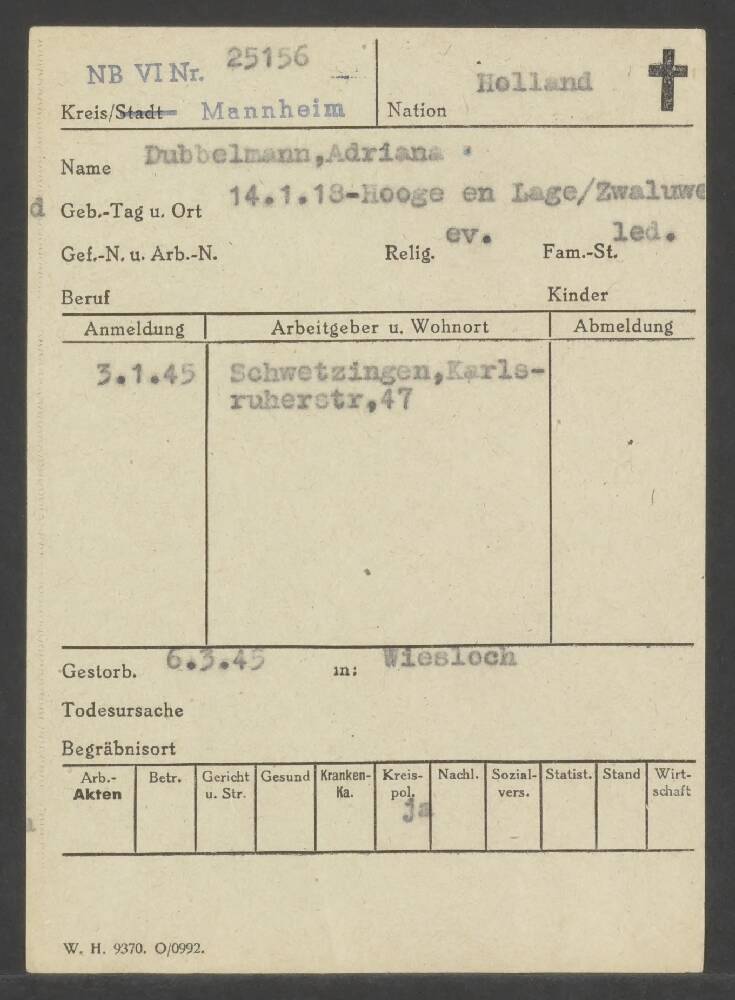 NB VI Nr. 25156
Kreis/Stadt Mannheim
Nation Holland
Name Dubbelmann,Adriana
Geb.-Tag u. Ort 14.1.18-Hooge en Lage/Zwaluwe
d
Gef.-N. u. Arb.-N. Relig. ev. Fam.-St. led.
Beruf Kinder
Anmeldung Arbeitgeber u. Wohnort Abmeldung
3.1.45 Schwetzingen,Karls-
ruherstr,47
Gestorb. 6.3.45 in: Wiesloch
Todesursache
Begräbnisort
Arb.- Betr. Gericht Gesund Kranken- Kreis- Nachl. Sozial- Statist. Stand Wirt-
Akten u. Str. Ka. pol. vers. schaft
ja
W. H. 9370. O/0992.